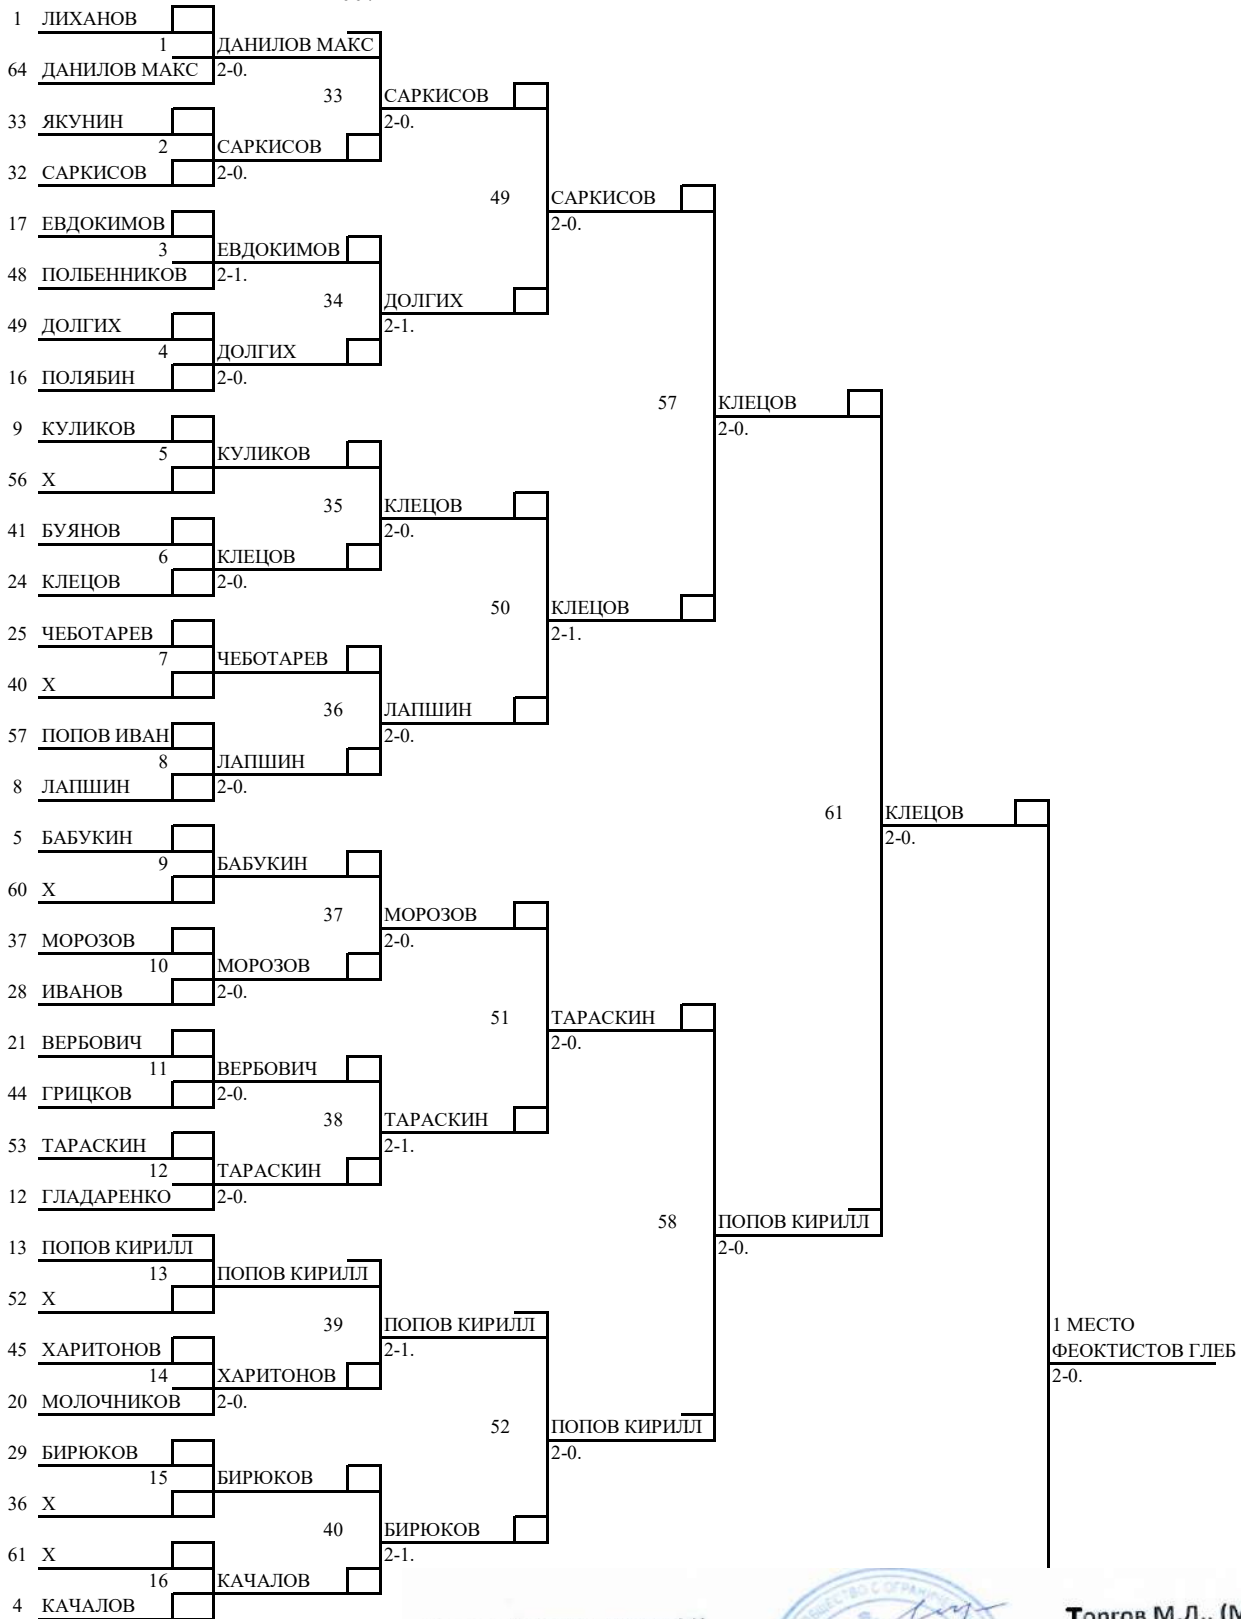 1 ЛИХАНОВ
1 ДАНИЛОВ МАКС
64 ДАНИЛОВ МАКС 2-0.
33 САРКИСОВ
33 ЯКУНИН 2-0.
2 САРКИСОВ
32 САРКИСОВ 2-0.
49 САРКИСОВ
17 ЕВДОКИМОВ 2-0.
3 ЕВДОКИМОВ
48 ПОЛБЕННИКОВ 2-1.
34 ДОЛГИХ
49 ДОЛГИХ 2-1.
4 ДОЛГИХ
16 ПОЛЯБИН 2-0.
57 КЛЕЦОВ
9 КУЛИКОВ 2-0.
5 КУЛИКОВ
56 Х
35 КЛЕЦОВ
41 БУЯНОВ 2-0.
6 КЛЕЦОВ
24 КЛЕЦОВ 2-0.
50 КЛЕЦОВ
25 ЧЕБОТАРЕВ 2-1.
7 ЧЕБОТАРЕВ
40 Х
36 ЛАПШИН
57 ПОПОВ ИВАН 2-0.
8 ЛАПШИН
8 ЛАПШИН 2-0.
61 КЛЕЦОВ
5 БАБУКИН 2-0.
9 БАБУКИН
60 Х
37 МОРОЗОВ
37 МОРОЗОВ 2-0.
10 МОРОЗОВ
28 ИВАНОВ 2-0.
51 ТАРАСКИН
21 ВЕРБОВИЧ 2-0.
11 ВЕРБОВИЧ
44 ГРИЦКОВ 2-0.
38 ТАРАСКИН
53 ТАРАСКИН 2-1.
12 ТАРАСКИН
12 ГЛАДАРЕНКО 2-0.
58 ПОПОВ КИРИЛЛ
13 ПОПОВ КИРИЛЛ 2-0.
13 ПОПОВ КИРИЛЛ
52 Х
39 ПОПОВ КИРИЛЛ 1 МЕСТО
45 ХАРИТОНОВ 2-1. ФЕОКТИСТОВ ГЛЕБ
14 ХАРИТОНОВ 2-0.
20 МОЛОЧНИКОВ 2-0.
52 ПОПОВ КИРИЛЛ
29 БИРЮКОВ 2-0.
15 БИРЮКОВ
36 Х
40 БИРЮКОВ
61 Х 2-1.
16 КАЧАЛОВ
4 КАЧАЛОВ
Торгов М.Л., (М